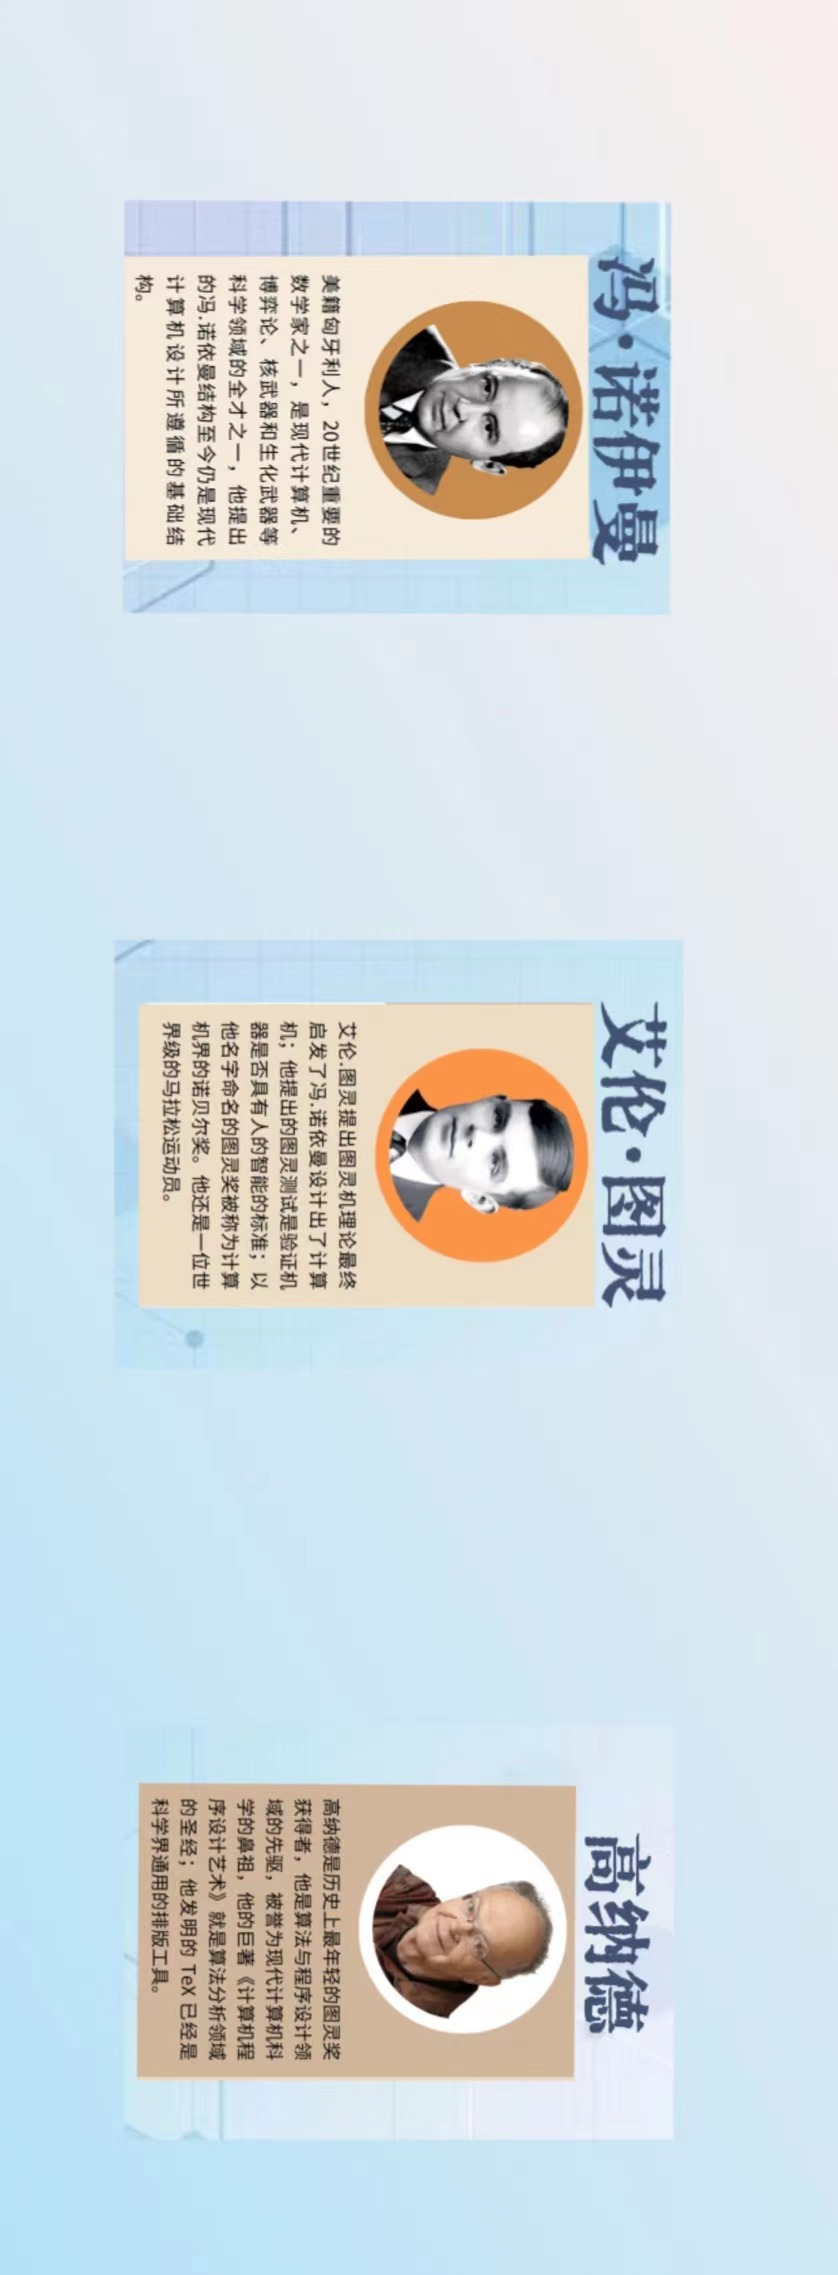 冯·诺伊曼
美籍匈牙利人，20世纪重要的
数学家之一，是现代计算机、
博弈论、核武器和生化武器等
科学领域的全才之一，他提出
的冯.诺依曼结构至今仍是现代
计算机设计所遵循的基础结
构。
艾伦·图灵
艾伦.图灵提出图灵机理论最终
启发了冯.诺依曼设计出了计算
机；他提出的图灵测试是验证机
器是否具有人的智能的标准；以
他名字命名的图灵奖被称为计算
机界的诺贝尔奖。他还是一位世
界级的马拉松运动员。
高纳德
高纳德是历史上最年轻的图灵奖
获得者，他是算法与程序设计领
域的先驱，被誉为现代计算机科
学的鼻祖，他的巨著《计算机程
序设计艺术》就是算法分析领域
的圣经；他发明的 TeX 已经是
科学界通用的排版工具。